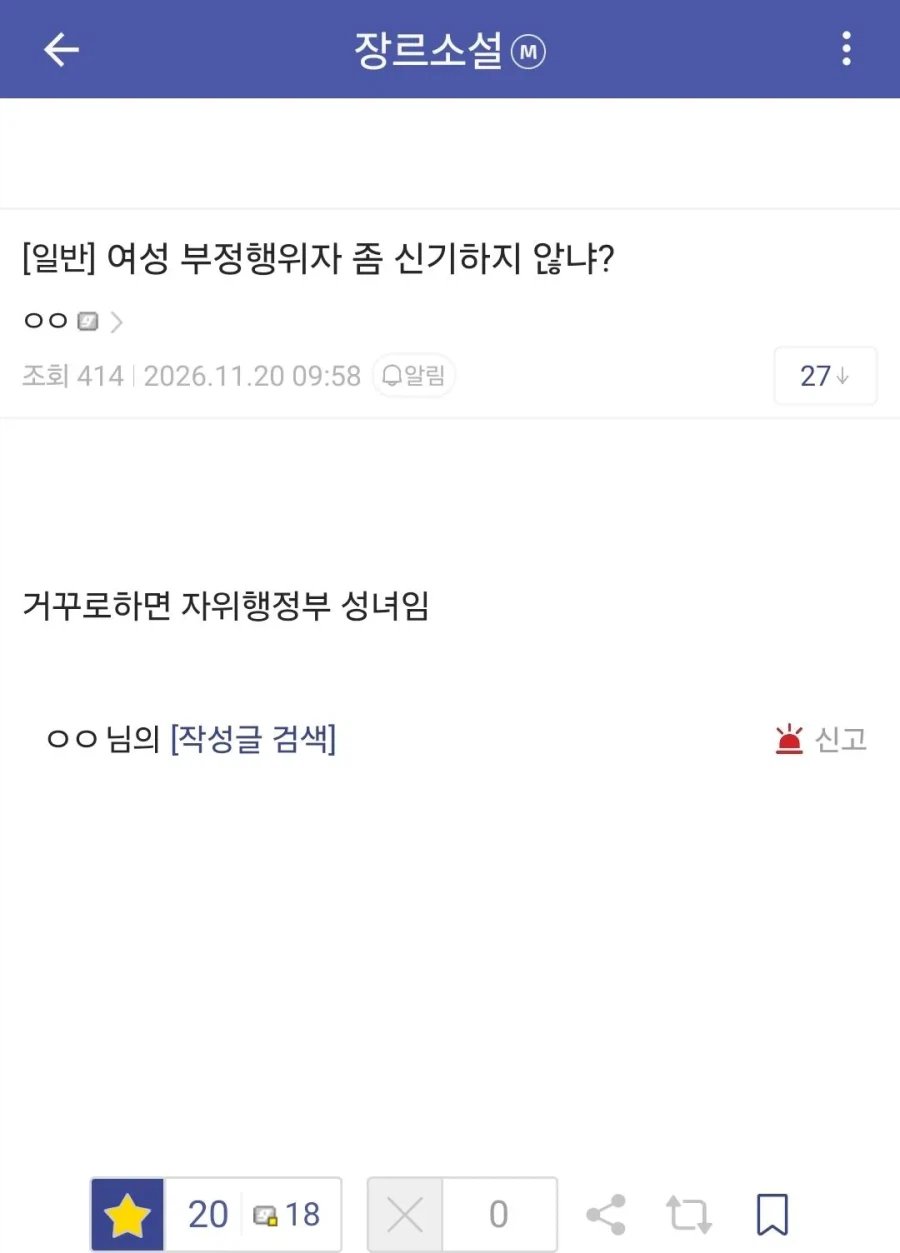 장르소설 M
[일반] 여성 부정행위자 좀 신기하지 않냐?
ㅇㅇ
조회 414 2026.11.20 09:58 알림
27↓
거꾸로하면 자위행정부 성녀임
ㅇㅇ님의 [작성글 검색]
신고
20 18 0